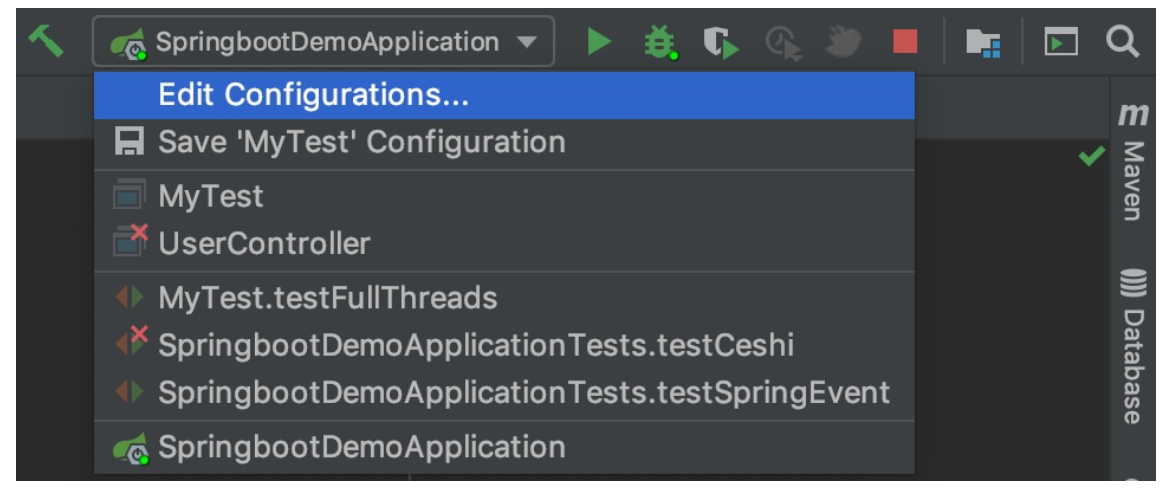 SpringbootDemoApplication
Edit Configurations...
Save 'MyTest' Configuration
MyTest
UserController
MyTest.testFullThreads
SpringbootDemoApplicationTests.testCeshi
SpringbootDemoApplicationTests.testSpringEvent
SpringbootDemoApplication
m Maven
Database